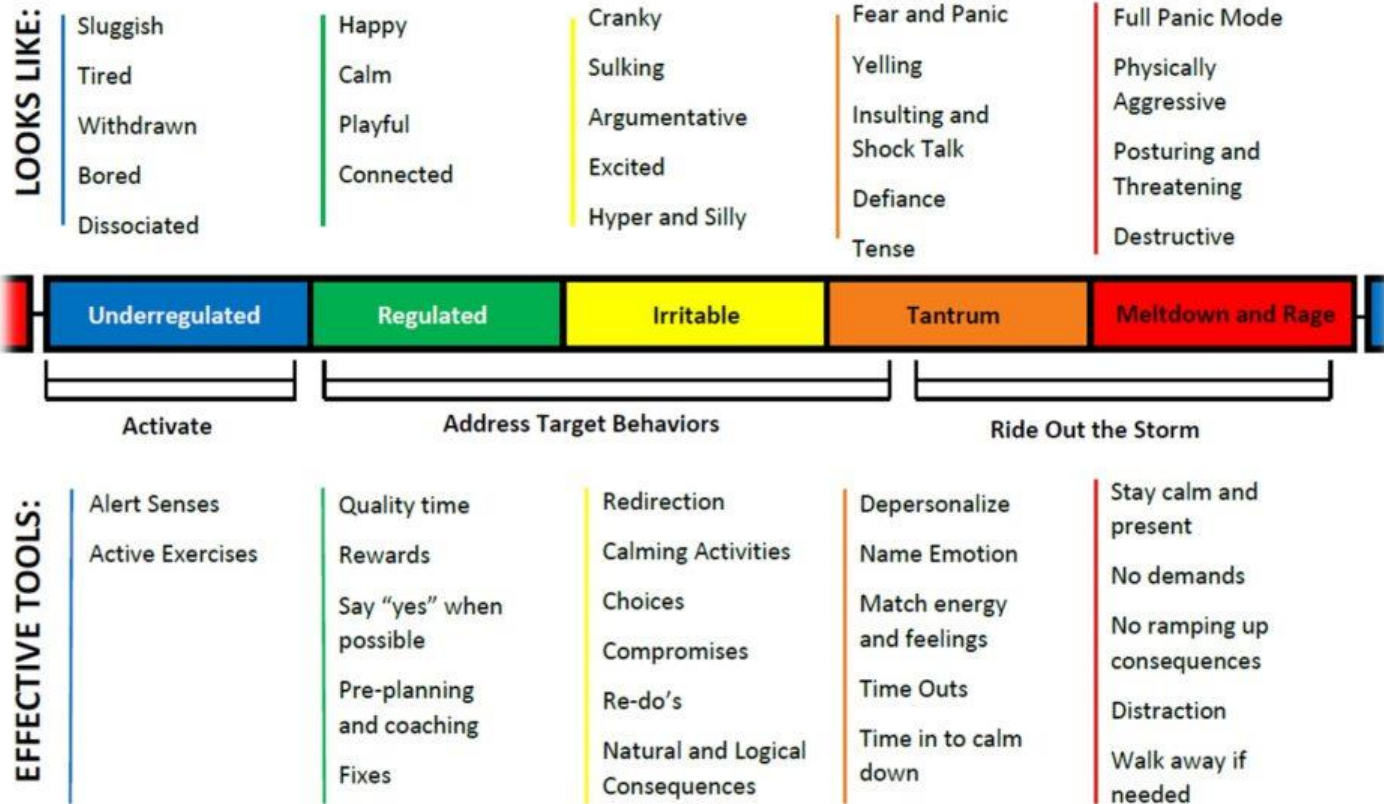 LOOKS LIKE:
Sluggish
Tired
Withdrawn
Bored
Dissociated
Happy
Calm
Playful
Connected
Cranky
Sulking
Argumentative
Excited
Hyper and Silly
Fear and Panic
Yelling
Insulting and
Shock Talk
Defiance
Tense
Full Panic Mode
Physically
Aggressive
Posturing and
Threatening
Destructive
Underregulated
Regulated
Irritable
Tantrum
Meltdown and Rage
Activate
Address Target Behaviors
Ride Out the Storm
EFFECTIVE TOOLS:
Alert Senses
Active Exercises
Quality time
Rewards
Say “yes” when
possible
Pre-planning
and coaching
Fixes
Redirection
Calming Activities
Choices
Compromises
Re-do’s
Natural and Logical
Consequences
Depersonalize
Name Emotion
Match energy
and feelings
Time Outs
Time in to calm
down
Stay calm and
present
No demands
No ramping up
consequences
Distraction
Walk away if
needed